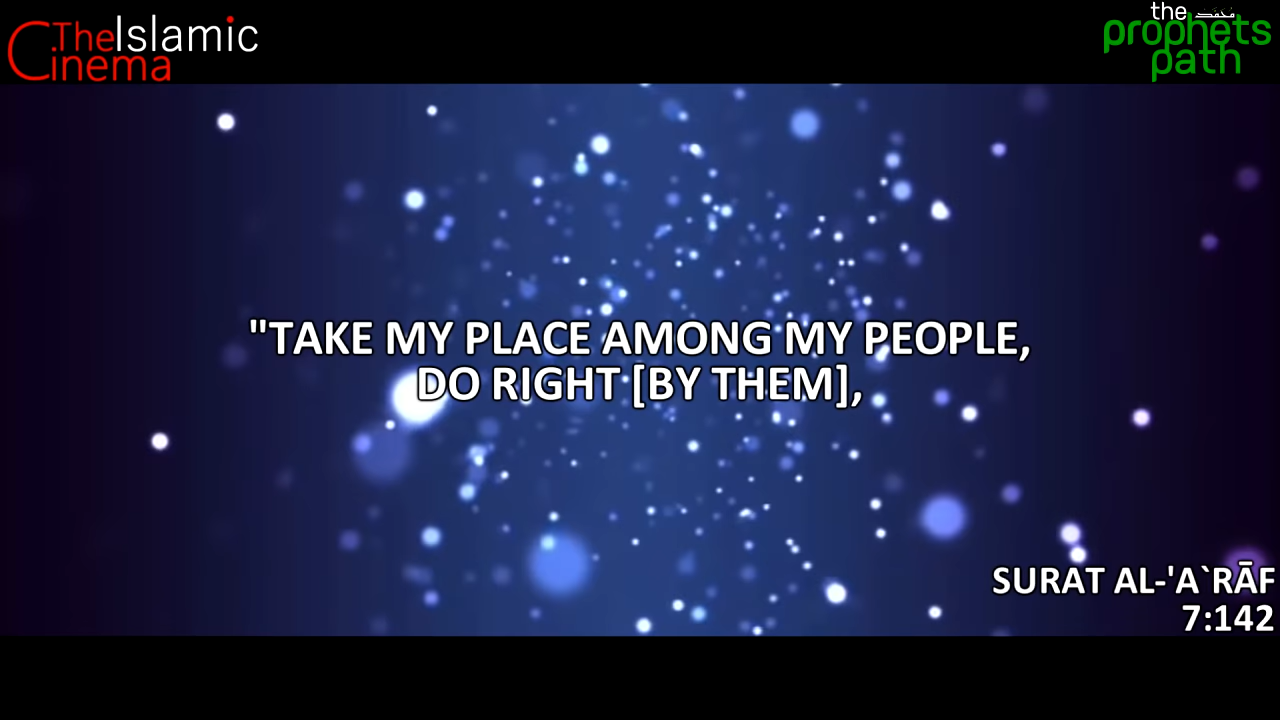 TheIslamic
Cinema
the محمد
prophets
path
"TAKE MY PLACE AMONG MY PEOPLE,
DO RIGHT [BY THEM],
SURAT AL-'A`RĀF
7:142